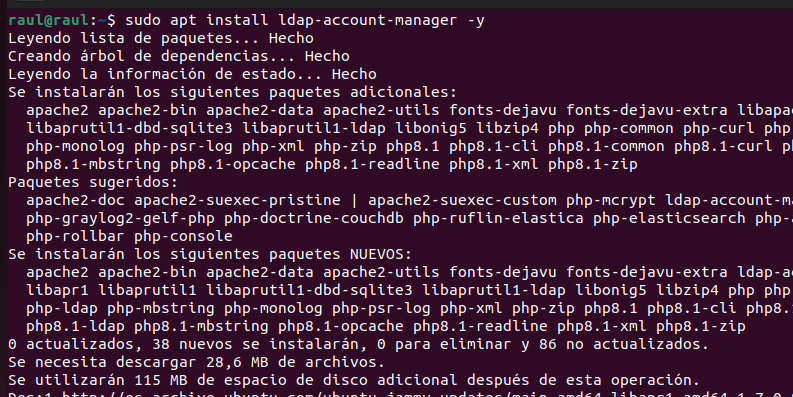 raul@raul:~$ sudo apt install ldap-account-manager -y
Leyendo lista de paquetes... Hecho
Creando árbol de dependencias... Hecho
Leyendo la información de estado... Hecho
Se instalarán los siguientes paquetes adicionales:
apache2 apache2-bin apache2-data apache2-utils fonts-dejavu fonts-dejavu-extra libapac
libaprutil1-dbd-sqlite3 libaprutil1-ldap libonig5 libzip4 php php-common php-curl php
php-monolog php-psr-log php-xml php-zip php8.1 php8.1-cli php8.1-common php8.1-curl p
php8.1-mbstring php8.1-opcache php8.1-readline php8.1-xml php8.1-zip
Paquetes sugeridos:
apache2-doc apache2-suexec-pristine | apache2-suexec-custom php-mcrypt ldap-account-m
php-graylog2-gelf-php php-doctrine-couchdb php-ruflin-elastica php-elasticsearch php-
php-rollbar php-console
Se instalarán los siguientes paquetes NUEVOS:
apache2 apache2-bin apache2-data apache2-utils fonts-dejavu fonts-dejavu-extra ldap-a
libapr1 libaprutil1 libaprutil1-dbd-sqlite3 libaprutil1-ldap libonig5 libzip4 php php
php-ldap php-mbstring php-monolog php-psr-log php-xml php-zip php8.1 php8.1-cli php8.
php8.1-ldap php8.1-mbstring php8.1-opcache php8.1-readline php8.1-xml php8.1-zip
0 actualizados, 38 nuevos se instalarán, 0 para eliminar y 86 no actualizados.
Se necesita descargar 28,6 MB de archivos.
Se utilizarán 115 MB de espacio de disco adicional después de esta operación.